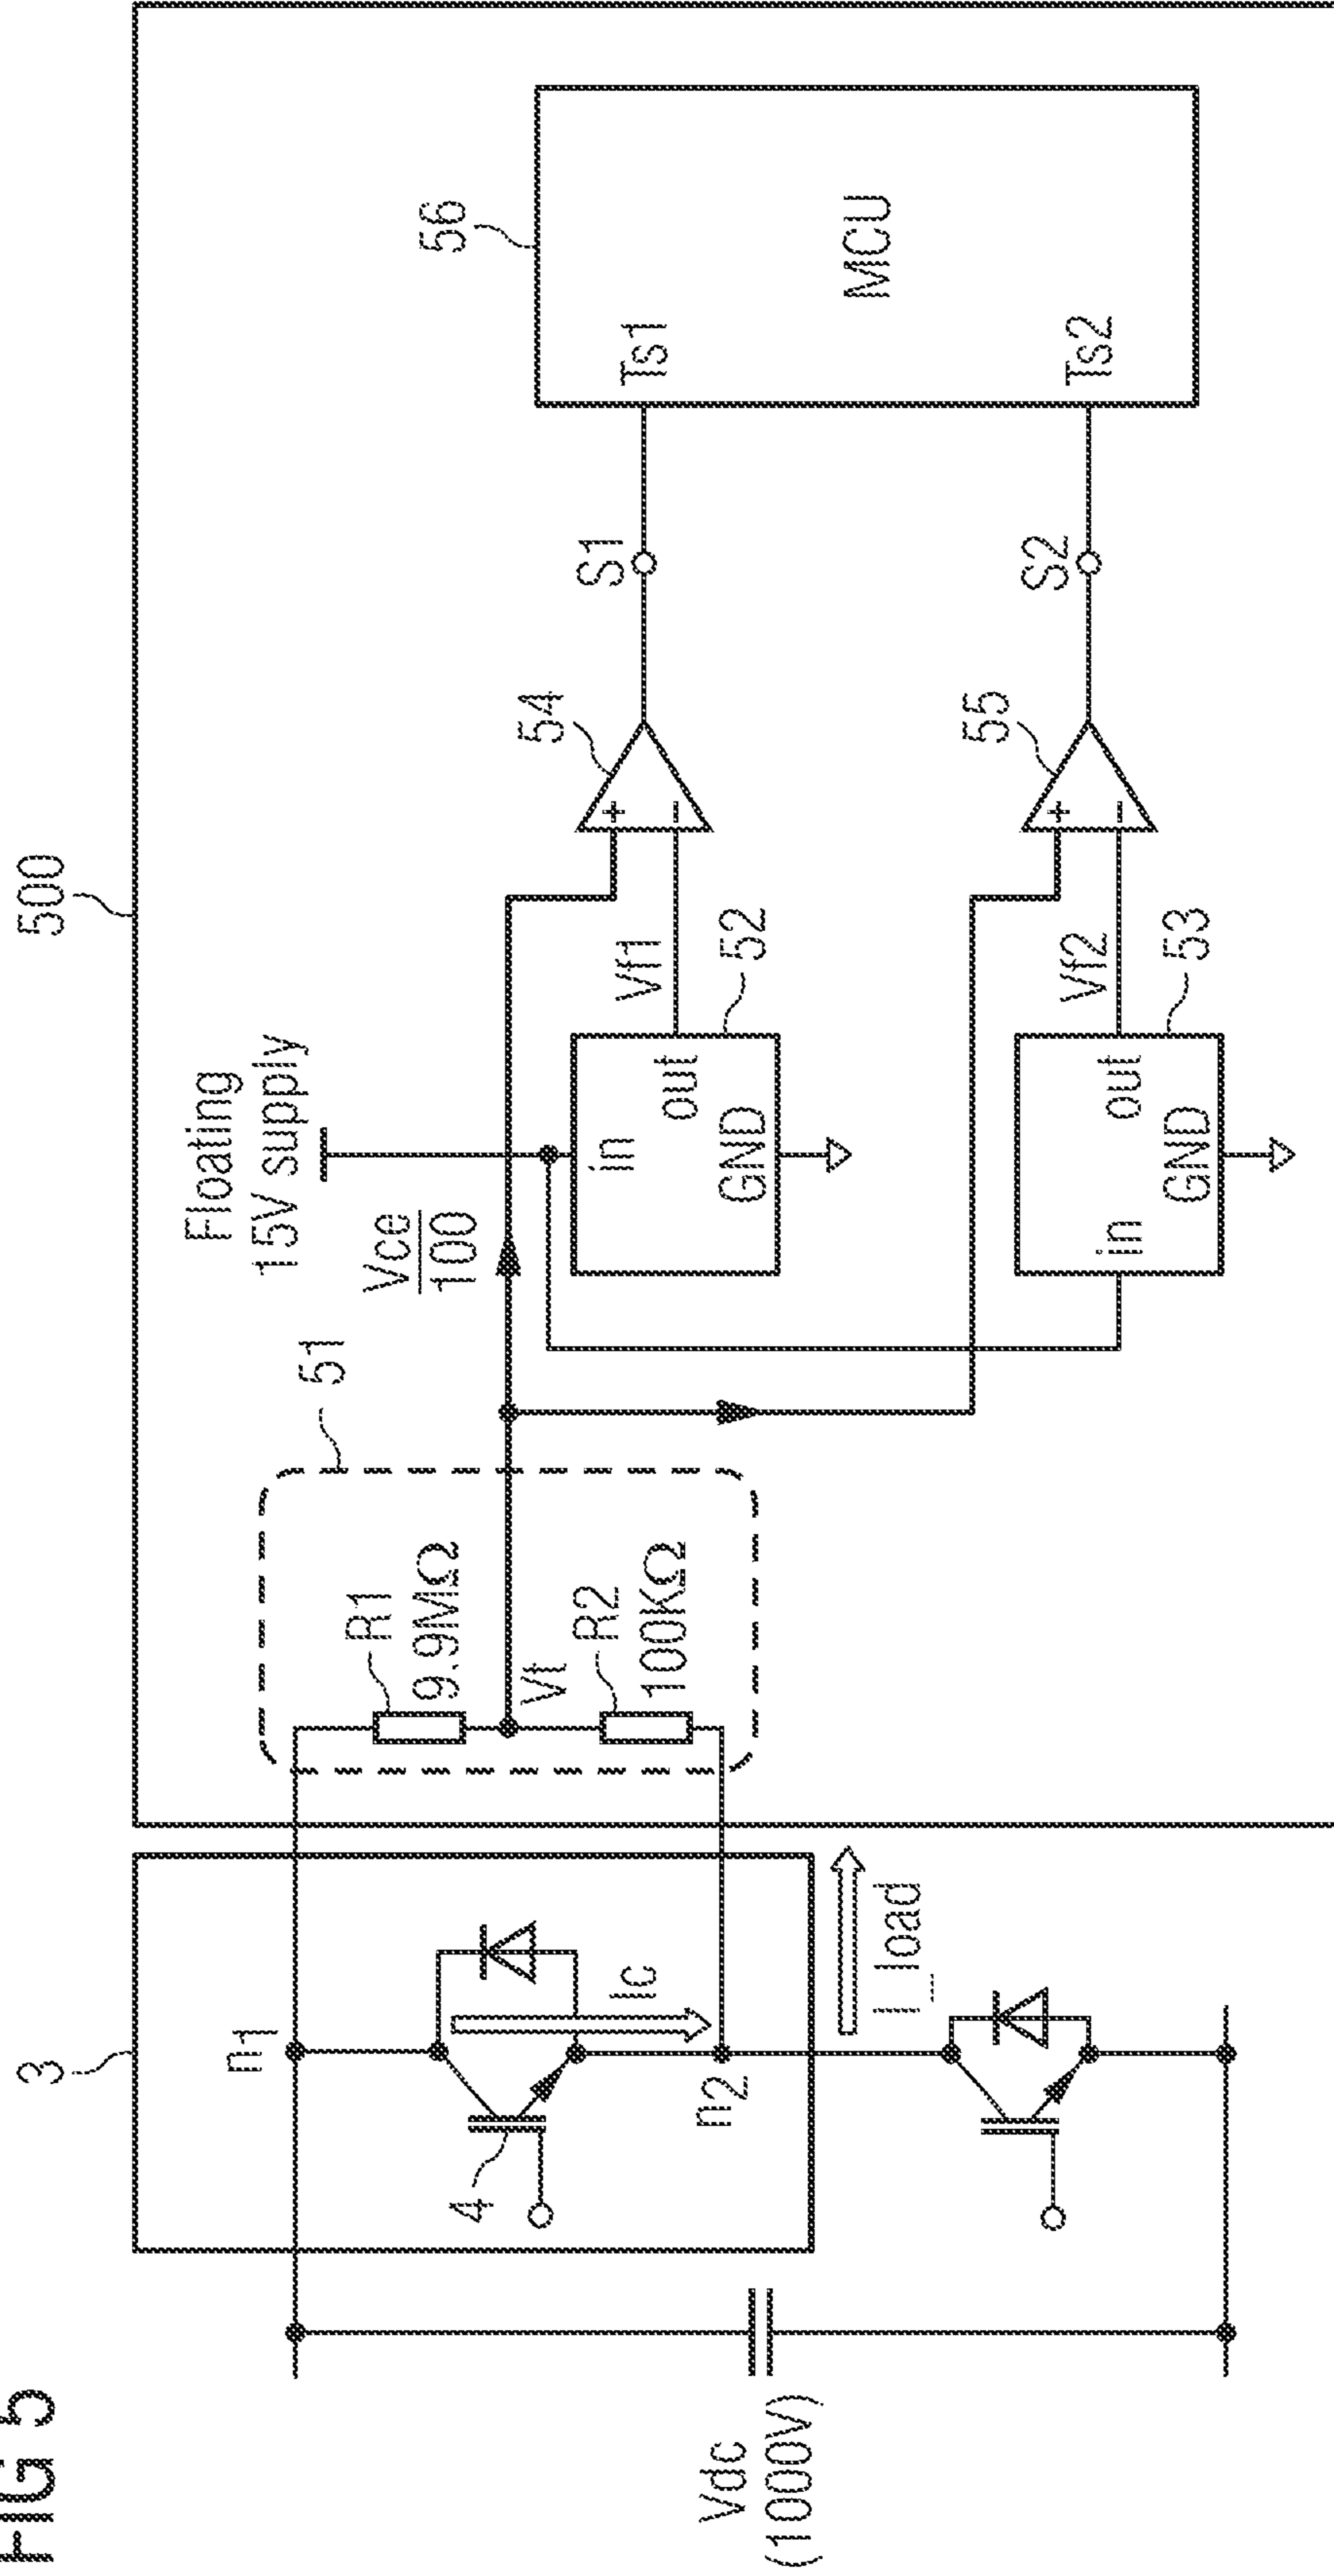 FIG 5
500
3
n1
4
Ic
n2
I_load
Vdc
(1000V)
51
R1
9.9MΩ
Vt
R2
100KΩ
Floating
15V supply
Vce
100
in
out
GND
52
Vf1
in
out
GND
53
Vf2
+
−
54
+
−
55
S1
S2
56
Ts1
Ts2
MCU